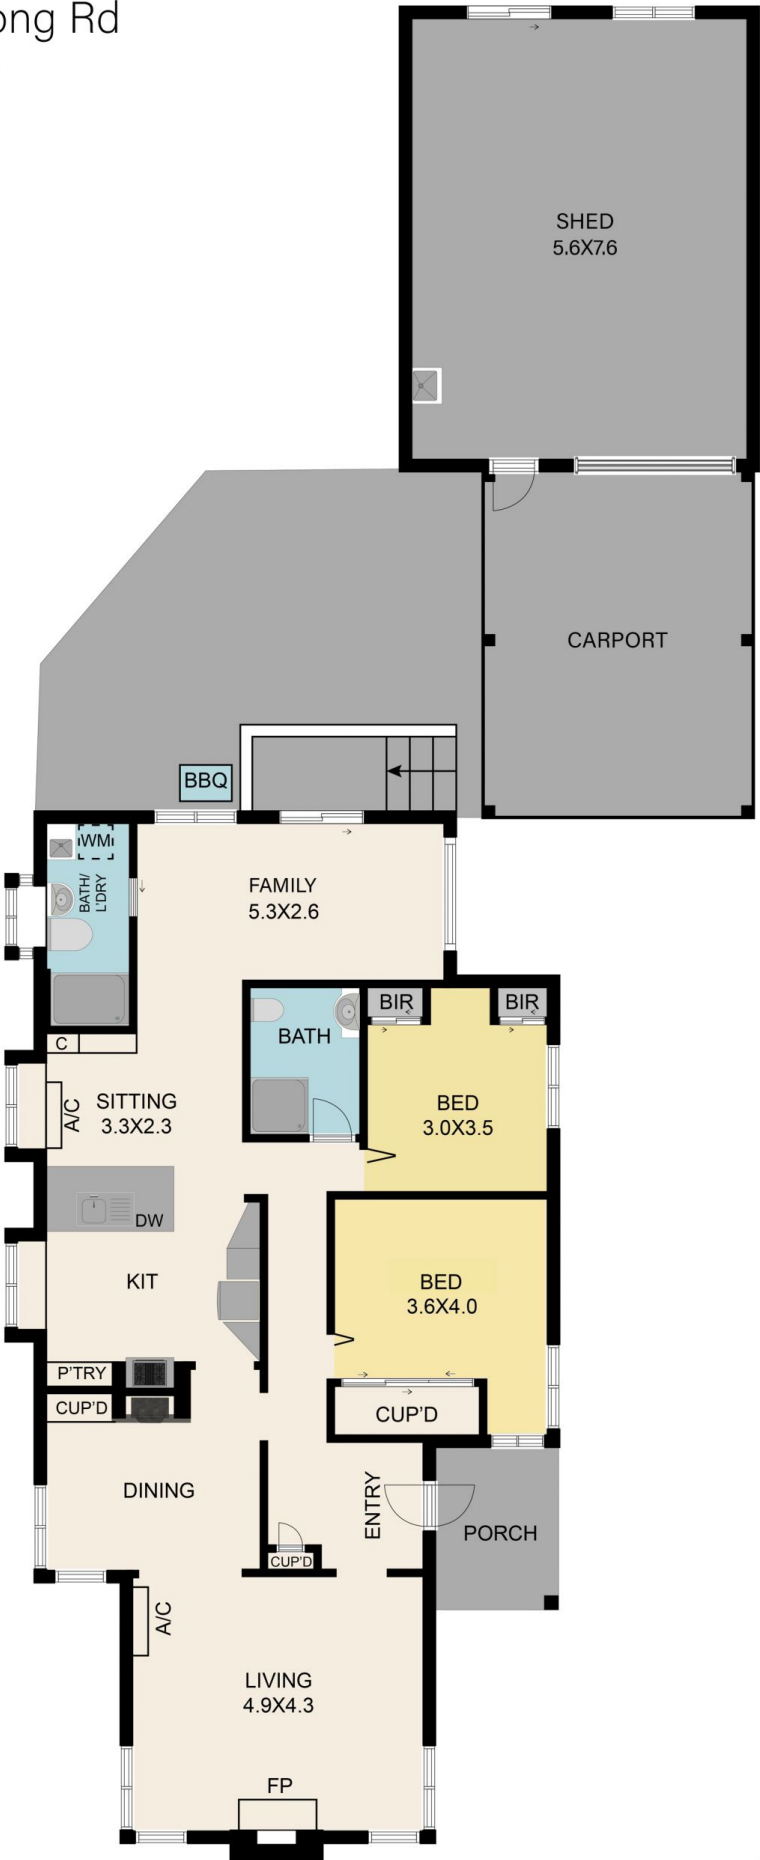 ong Rd
SHED
5.6X7.6
CARPORT
BBQ
WM
BATH/
L'DRY
FAMILY
5.3X2.6
BIR
BIR
BATH
C
A/C
SITTING
3.3X2.3
BED
3.0X3.5
DW
KIT
BED
3.6X4.0
P'TRY
CUP'D
CUP'D
DINING
ENTRY
PORCH
CUP'D
A/C
LIVING
4.9X4.3
FP